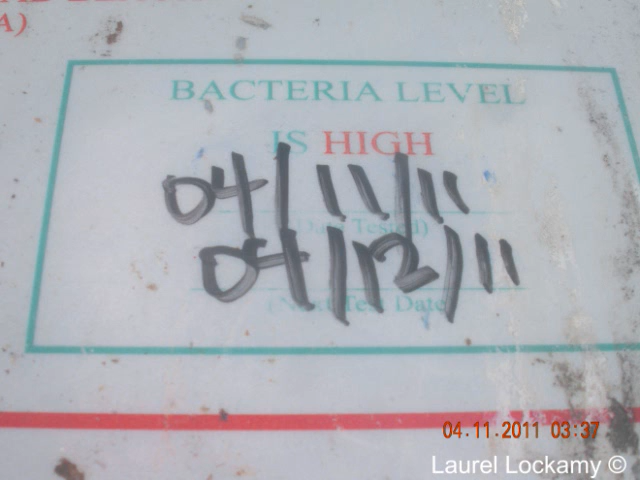 A)
BACTERIA LEVEL
IS HIGH
04/11/11
(Date Tested)
04/12/11
(Next Test Date)
04.11.2011 03:37
Laurel Lockamy ©